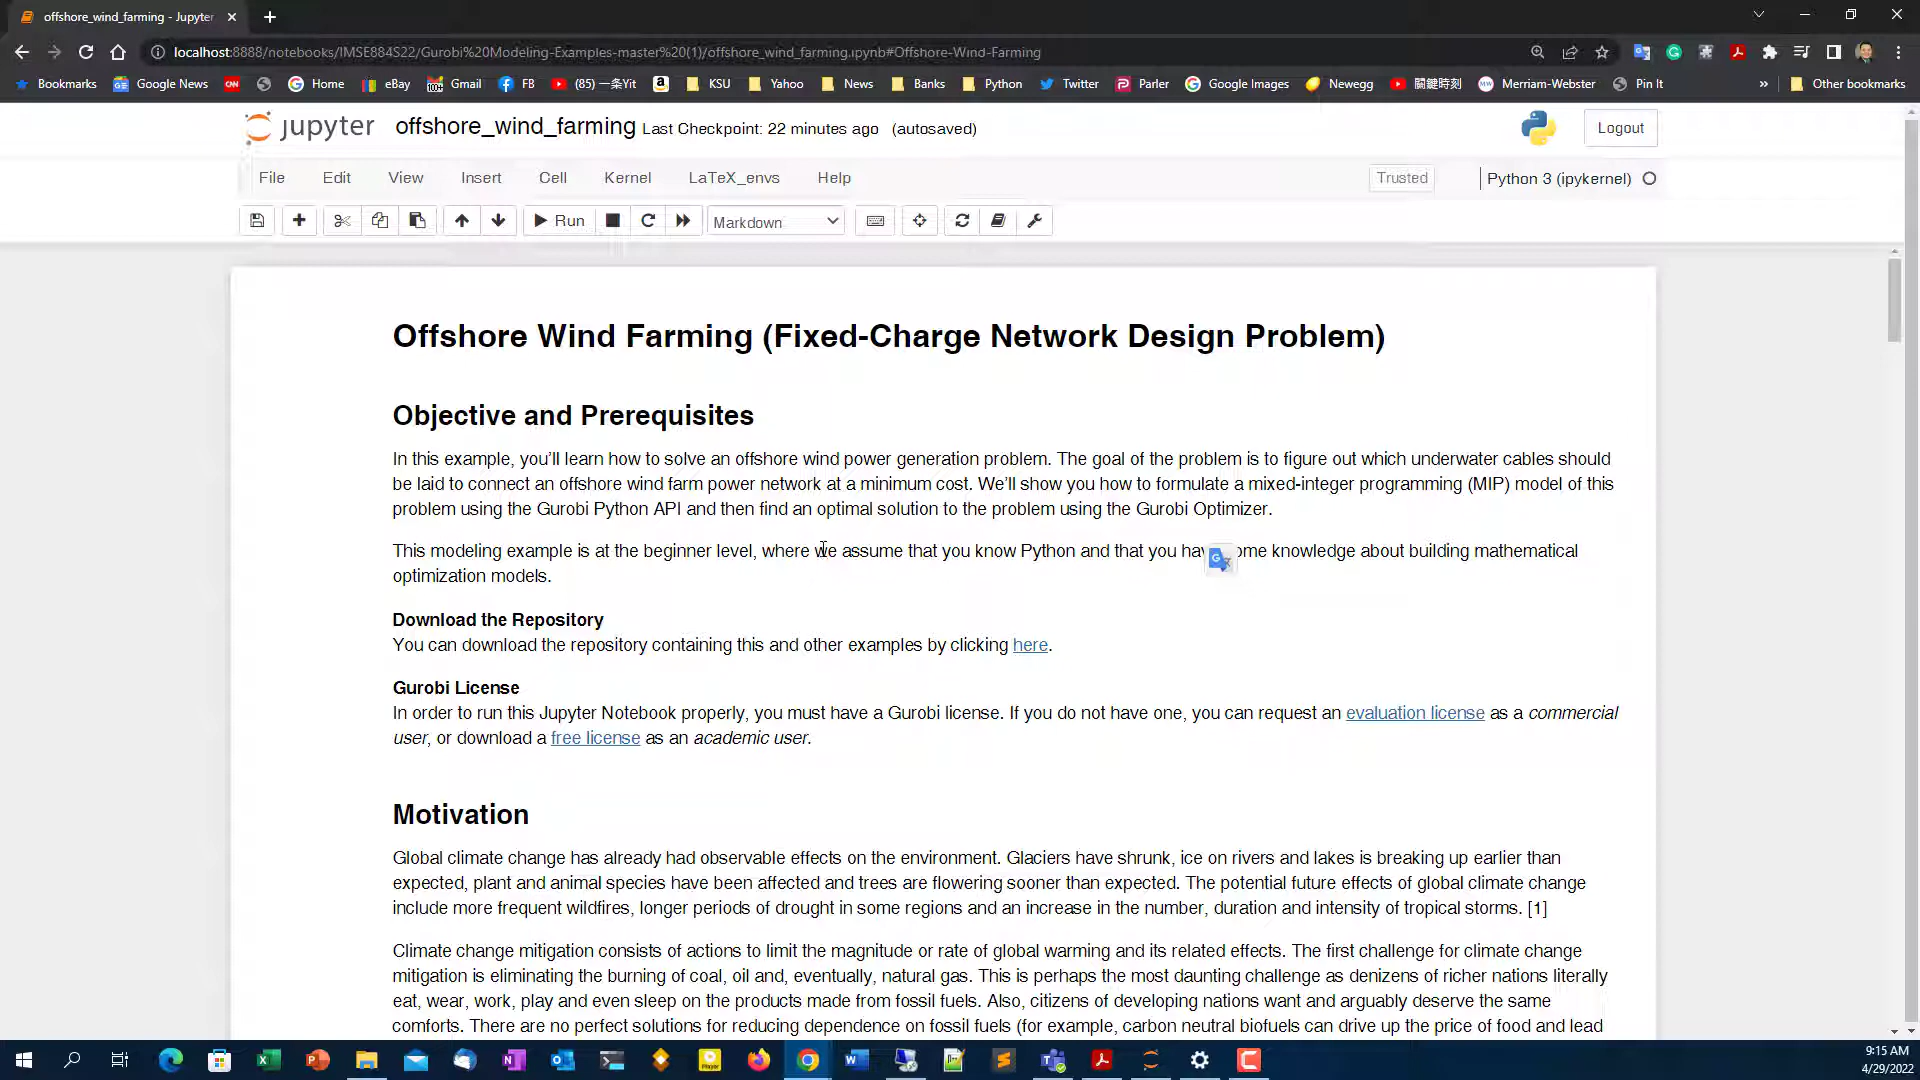 offshore_wind_farming - Jupyter
localhost:8888/notebooks/IMSE884S22/Gurobi%20Modeling-Examples-master%20(1)/offshore_wind_farming.ipynb#Offshore-Wind-Farming
Bookmarks Google News CNN Home eBay 100+ Gmail FB (85) 一条Yit KSU Yahoo News Banks Python Twitter Parler Google Images Newegg 關鍵時刻 Merriam-Webster Pin It » Other bookmarks
jupyter offshore_wind_farming Last Checkpoint: 22 minutes ago (autosaved) Logout
File Edit View Insert Cell Kernel LaTeX_envs Help Trusted Python 3 (ipykernel)
Run Markdown
Offshore Wind Farming (Fixed-Charge Network Design Problem)
Objective and Prerequisites
In this example, you'll learn how to solve an offshore wind power generation problem. The goal of the problem is to figure out which underwater cables should
be laid to connect an offshore wind farm power network at a minimum cost. We'll show you how to formulate a mixed-integer programming (MIP) model of this
problem using the Gurobi Python API and then find an optimal solution to the problem using the Gurobi Optimizer.
This modeling example is at the beginner level, where we assume that you know Python and that you hav ome knowledge about building mathematical
optimization models.
Download the Repository
You can download the repository containing this and other examples by clicking here.
Gurobi License
In order to run this Jupyter Notebook properly, you must have a Gurobi license. If you do not have one, you can request an evaluation license as a commercial
user, or download a free license as an academic user.
Motivation
Global climate change has already had observable effects on the environment. Glaciers have shrunk, ice on rivers and lakes is breaking up earlier than
expected, plant and animal species have been affected and trees are flowering sooner than expected. The potential future effects of global climate change
include more frequent wildfires, longer periods of drought in some regions and an increase in the number, duration and intensity of tropical storms. [1]
Climate change mitigation consists of actions to limit the magnitude or rate of global warming and its related effects. The first challenge for climate change
mitigation is eliminating the burning of coal, oil and, eventually, natural gas. This is perhaps the most daunting challenge as denizens of richer nations literally
eat, wear, work, play and even sleep on the products made from fossil fuels. Also, citizens of developing nations want and arguably deserve the same
comforts. There are no perfect solutions for reducing dependence on fossil fuels (for example, carbon neutral biofuels can drive up the price of food and lead
9:15 AM
4/29/2022